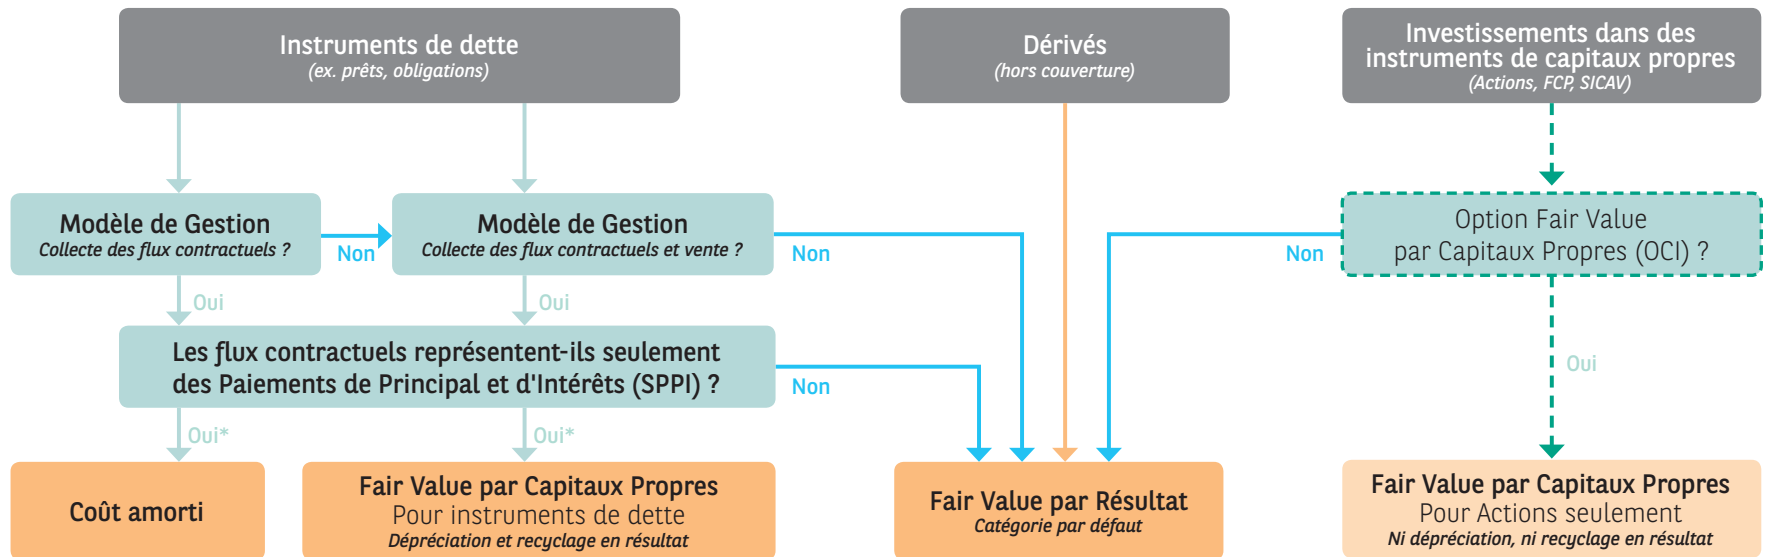 Instruments de dette
(ex. prêts, obligations)
Dérivés
(hors couverture)
Investissements dans des
instruments de capitaux propres
(Actions, FCP, SICAV)
Modèle de Gestion
Collecte des flux contractuels ?
Non
Modèle de Gestion
Collecte des flux contractuels et vente ?
Non
Non
Option Fair Value
par Capitaux Propres (OCI) ?
Oui
Oui
Les flux contractuels représentent-ils seulement
des Paiements de Principal et d'Intérêts (SPPI) ?
Non
Oui
Oui*
Oui*
Coût amorti
Fair Value par Capitaux Propres
Pour instruments de dette
Dépréciation et recyclage en résultat
Fair Value par Résultat
Catégorie par défaut
Fair Value par Capitaux Propres
Pour Actions seulement
Ni dépréciation, ni recyclage en résultat